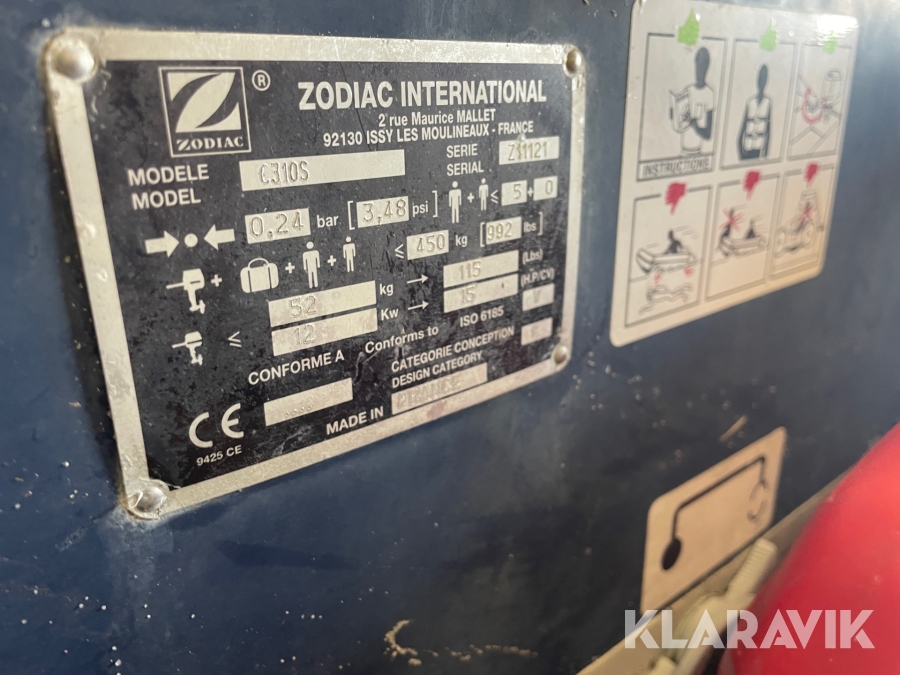 ZODIAC ®
ZODIAC INTERNATIONAL
2 rue Maurice MALLET
92130 ISSY LES MOULINEAUX - FRANCE
MODELE
MODEL
C310S
SERIE
SERIAL
Z11121
0,24 bar [3,48 psi]
+ ≤ 5 + 0
≤ 450 kg [992 lbs]
+ + +
52 kg → 115 (Lbs)
≤ 12 Kw → 15 (H.P/CV)
CONFORME A Conforms to ISO 6185 V
CATEGORIE CONCEPTION
DESIGN CATEGORY
CE
9425 CE
MADE IN
INSTRUCTIONS
KLARAVIK